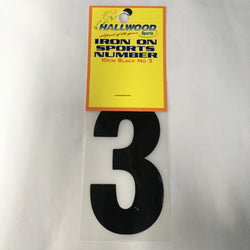 HALLWOOD
Sports
IRON ON
SPORTS
NUMBER
10cm Black No 3
3